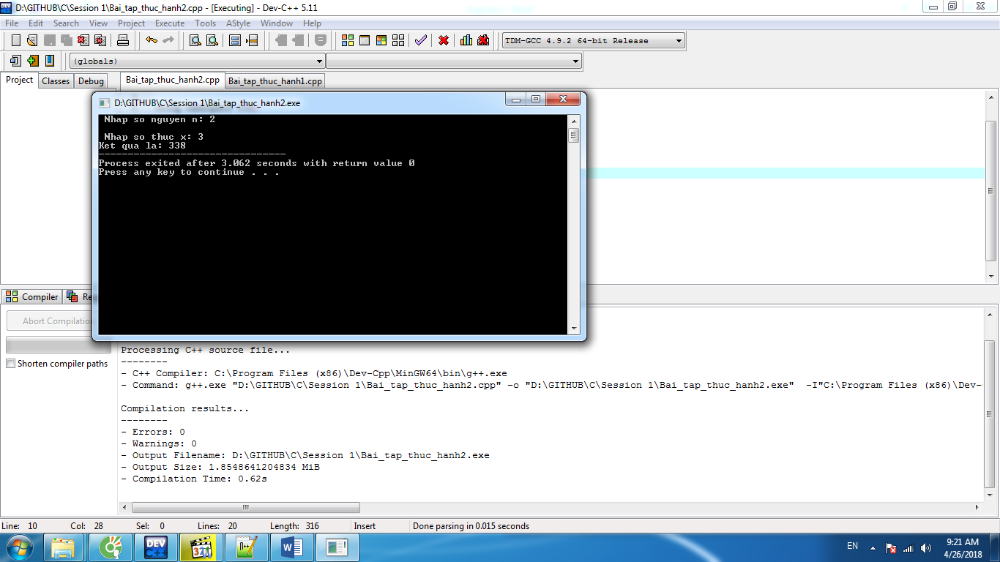 D:\GITHUB\C\Session 1\Bai_tap_thuc_hanh2.cpp - [Executing] - Dev-C++ 5.11
File Edit Search View Project Execute Tools AStyle Window Help
TDM-GCC 4.9.2 64-bit Release
(globals)
Project Classes Debug Bai_tap_thuc_hanh2.cpp Bai_tap_thuc_hanh1.cpp
D:\GITHUB\C\Session 1\Bai_tap_thuc_hanh2.exe
Nhap so nguyen n: 2
Nhap so thuc x: 3
Ket qua la: 338
--------------------------------
Process exited after 3.062 seconds with return value 0
Press any key to continue . . .
Compiler Re
Abort Compilation
Shorten compiler paths
Processing C++ source file...
--------
- C++ Compiler: C:\Program Files (x86)\Dev-Cpp\MinGW64\bin\g++.exe
- Command: g++.exe "D:\GITHUB\C\Session 1\Bai_tap_thuc_hanh2.cpp" -o "D:\GITHUB\C\Session 1\Bai_tap_thuc_hanh2.exe" -I"C:\Program Files (x86)\Dev-
Compilation results...
--------
- Errors: 0
- Warnings: 0
- Output Filename: D:\GITHUB\C\Session 1\Bai_tap_thuc_hanh2.exe
- Output Size: 1.8548641204834 MiB
- Compilation Time: 0.62s
Line: 10 Col: 28 Sel: 0 Lines: 20 Length: 316 Insert Done parsing in 0.015 seconds
DEV C++ 321 W EN 9:21 AM
4/26/2018